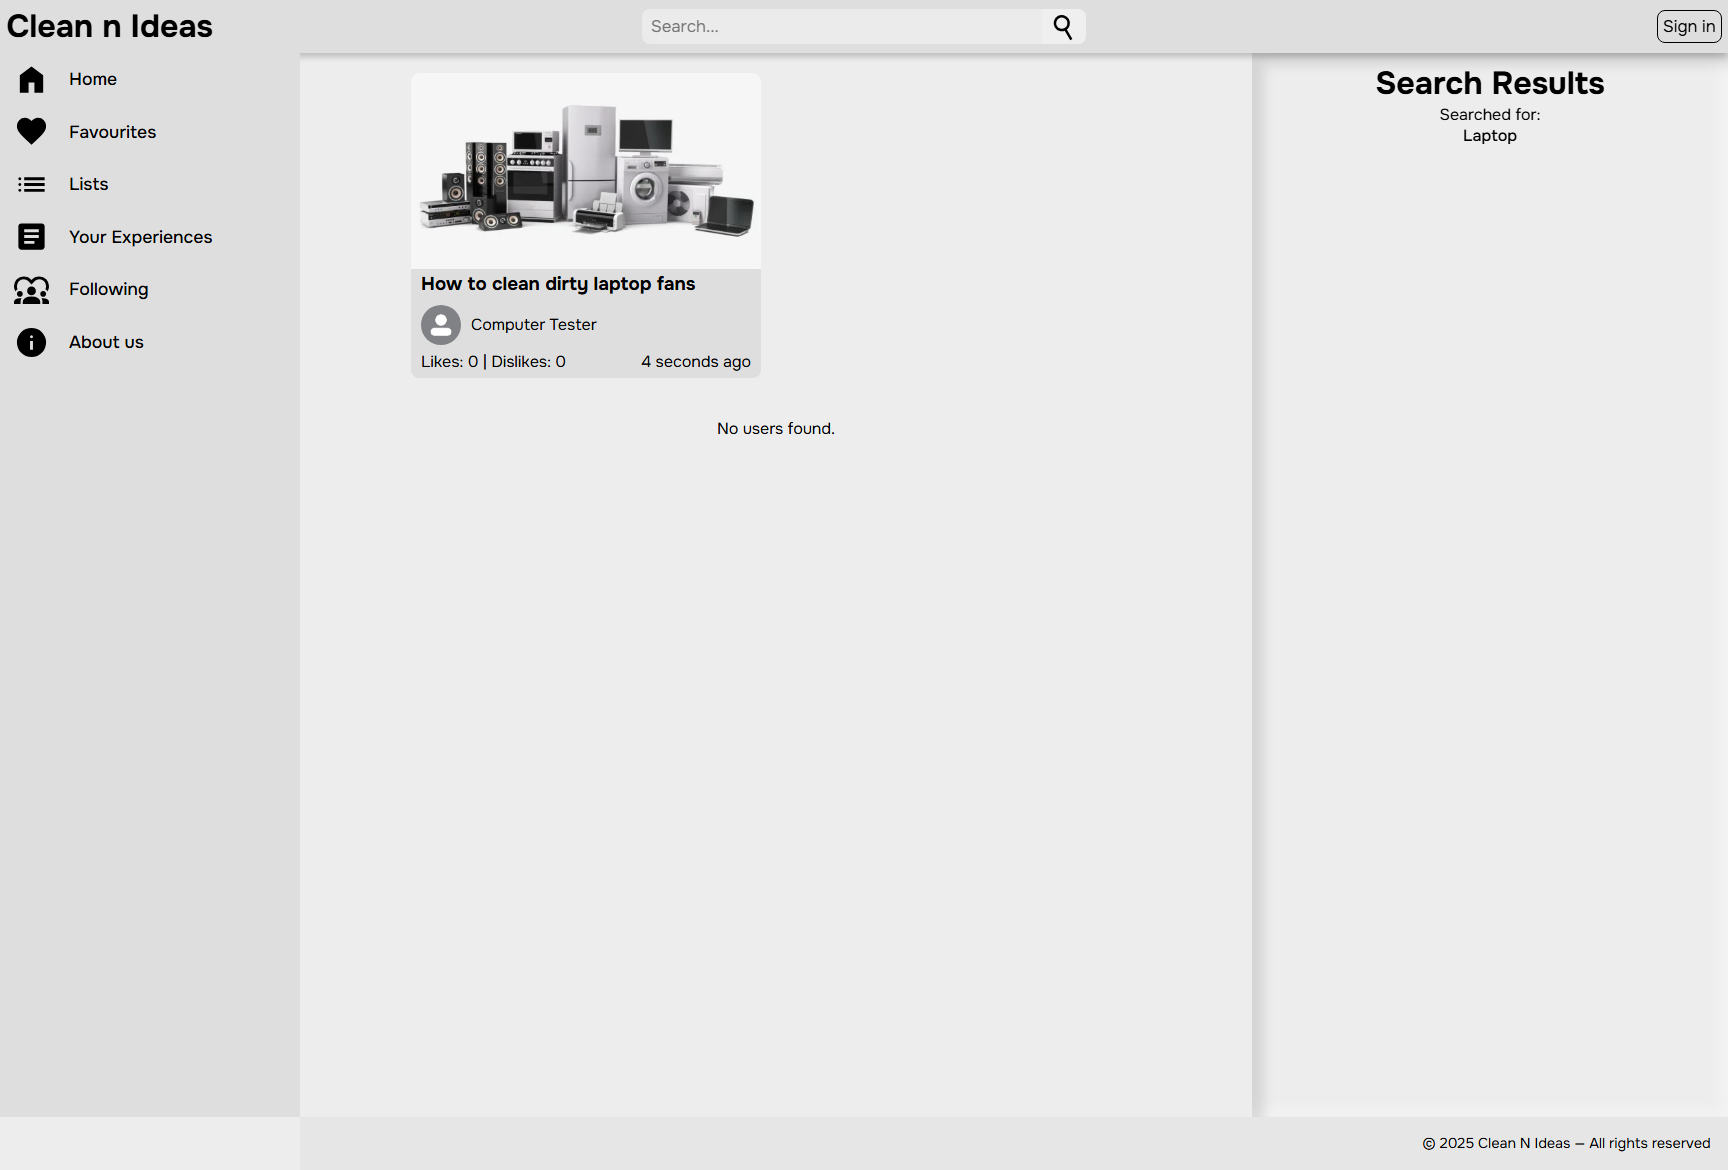 Clean n Ideas
Search...
Sign in
Home
Favourites
Lists
Your Experiences
Following
About us
How to clean dirty laptop fans
Computer Tester
Likes: 0 | Dislikes: 0
4 seconds ago
No users found.
Search Results
Searched for:
Laptop
© 2025 Clean N Ideas — All rights reserved